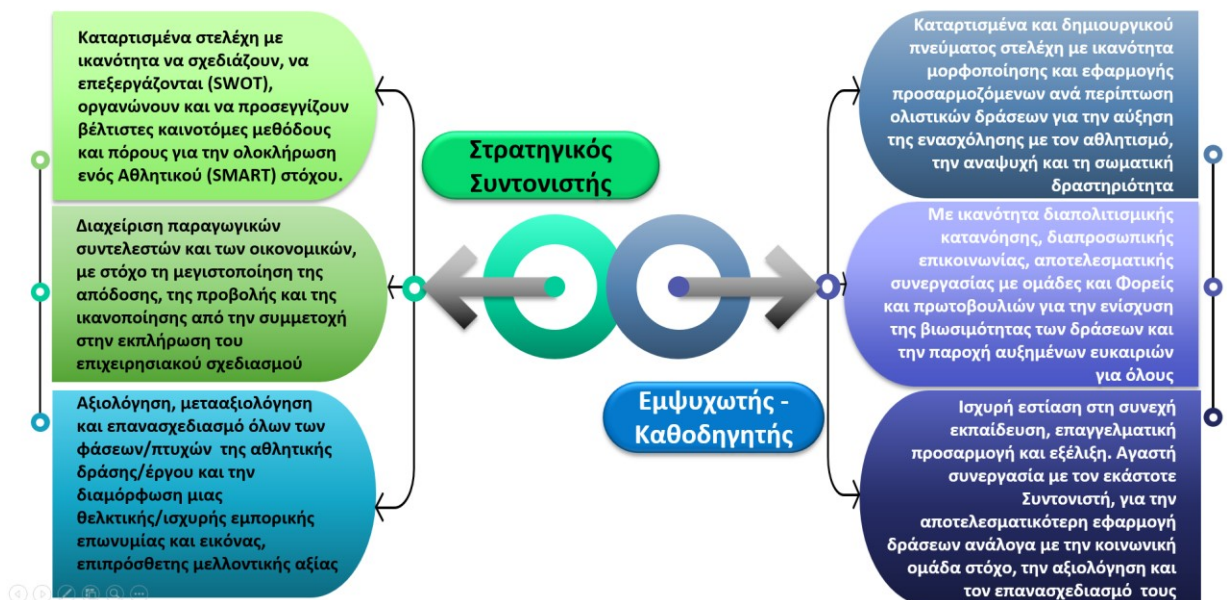 Καταρτισμένα στελέχη με
ικανότητα να σχεδιάζουν, να
επεξεργάζονται (SWOT),
οργανώνουν και να προσεγγίζουν
βέλτιστες καινοτόμες μεθόδους
και πόρους για την ολοκλήρωση
ενός Αθλητικού (SMART) στόχου.
Διαχείριση παραγωγικών
συντελεστών και των οικονομικών,
με στόχο τη μεγιστοποίηση της
απόδοσης, της προβολής και της
ικανοποίησης από την συμμετοχή
στην εκπλήρωση του
επιχειρησιακού σχεδιασμού
Αξιολόγηση, μετααξιολόγηση
και επανασχεδιασμό όλων των
φάσεων/πτυχών της αθλητικής
δράσης/έργου και την
διαμόρφωση μιας
θελκτικής/ισχυρής εμπορικής
επωνυμίας και εικόνας,
επιπρόσθετης μελλοντικής αξίας
Στρατηγικός
Συντονιστής
Εμψυχωτής -
Καθοδηγητής
Καταρτισμένα και δημιουργικού
πνεύματος στελέχη με ικανότητα
μορφοποίησης και εφαρμογής
προσαρμοζόμενων ανά περίπτωση
ολιστικών δράσεων για την αύξηση
της ενασχόλησης με τον αθλητισμό,
την αναψυχή και τη σωματική
δραστηριότητα
Με ικανότητα διαπολιτισμικής
κατανόησης, διαπροσωπικής
επικοινωνίας, αποτελεσματικής
συνεργασίας με ομάδες και Φορείς
και πρωτοβουλιών για την ενίσχυση
της βιωσιμότητας των δράσεων και
την παροχή αυξημένων ευκαιριών
για όλους
Ισχυρή εστίαση στη συνεχή
εκπαίδευση, επαγγελματική
προσαρμογή και εξέλιξη. Αγαστή
συνεργασία με τον εκάστοτε
Συντονιστή, για την
αποτελεσματικότερη εφαρμογή
δράσεων ανάλογα με την κοινωνική
ομάδα στόχο, την αξιολόγηση και
τον επανασχεδιασμό τους